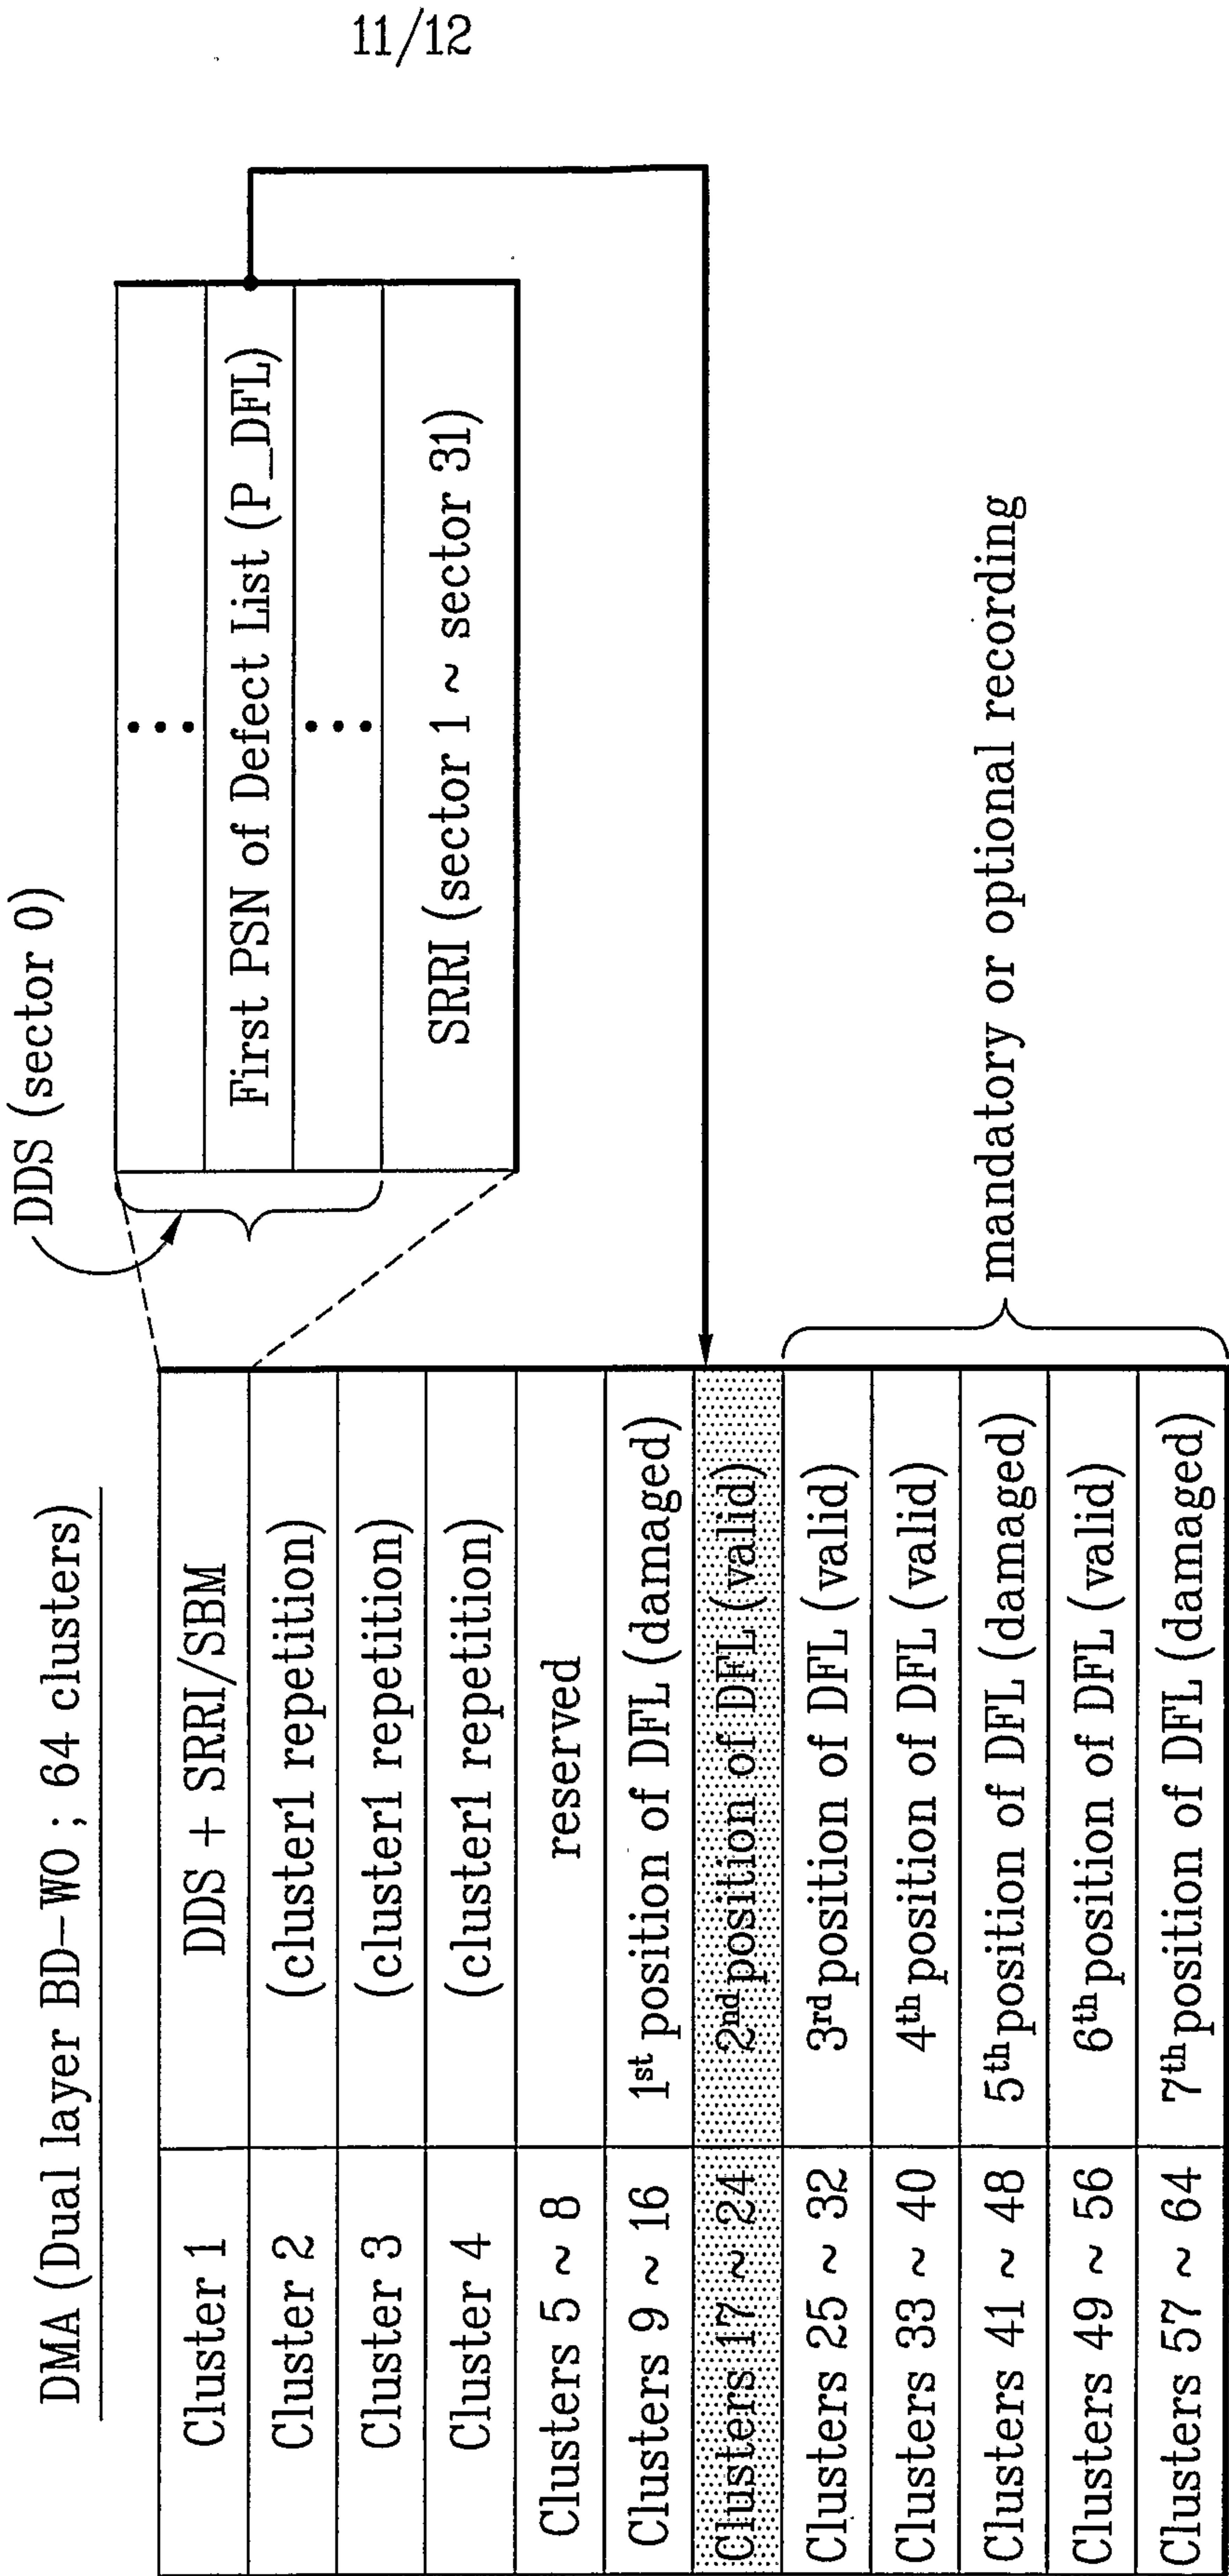 11/12
DMA (Dual layer BD-WO ; 64 clusters)
DDS (sector 0)
First PSN of Defect List (P_DFL)
SRRI (sector 1 ~ sector 31)
Cluster 1 DDS + SRRI/SBM
Cluster 2 (cluster1 repetition)
Cluster 3 (cluster1 repetition)
Cluster 4 (cluster1 repetition)
Clusters 5 ~ 8 reserved
Clusters 9 ~ 16 1st position of DFL (damaged)
Clusters 17 ~ 24 2nd position of DFL (valid)
Clusters 25 ~ 32 3rd position of DFL (valid)
Clusters 33 ~ 40 4th position of DFL (valid)
Clusters 41 ~ 48 5th position of DFL (damaged)
Clusters 49 ~ 56 6th position of DFL (valid)
Clusters 57 ~ 64 7th position of DFL (damaged)
mandatory or optional recording